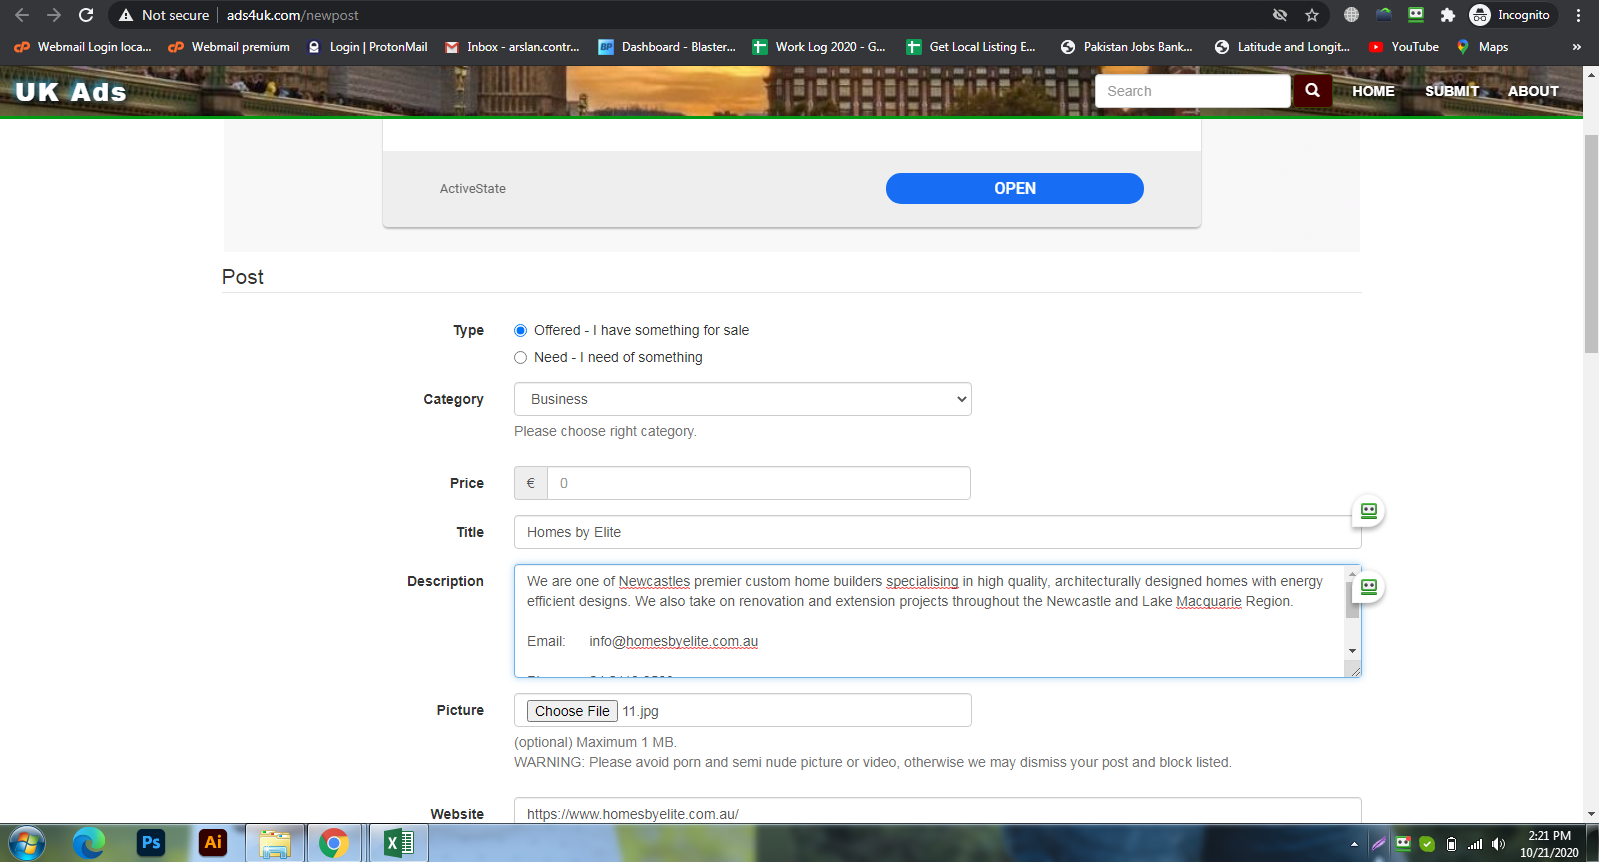 Not secure
ads4uk.com/newpost
Incognito
Webmail Login loca...
Webmail premium
Login | ProtonMail
Inbox - arslan.contr...
BP
Dashboard - Blaster...
Work Log 2020 - G...
Get Local Listing E...
Pakistan Jobs Bank...
Latitude and Longit...
YouTube
Maps
»
UK Ads
Search
HOME
SUBMIT
ABOUT
ActiveState
OPEN
Post
Type
Offered - I have something for sale
Need - I need of something
Category
Business
Please choose right category.
Price
€
0
Title
Homes by Elite
Description
We are one of Newcastles premier custom home builders specialising in high quality, architecturally designed homes with energy
efficient designs. We also take on renovation and extension projects throughout the Newcastle and Lake Macquarie Region.
Email: info@homesbyelite.com.au
Picture
Choose File 11.jpg
(optional) Maximum 1 MB.
WARNING: Please avoid porn and semi nude picture or video, otherwise we may dismiss your post and block listed.
Website
https://www.homesbyelite.com.au/
Ps
Ai
2:21 PM
10/21/2020